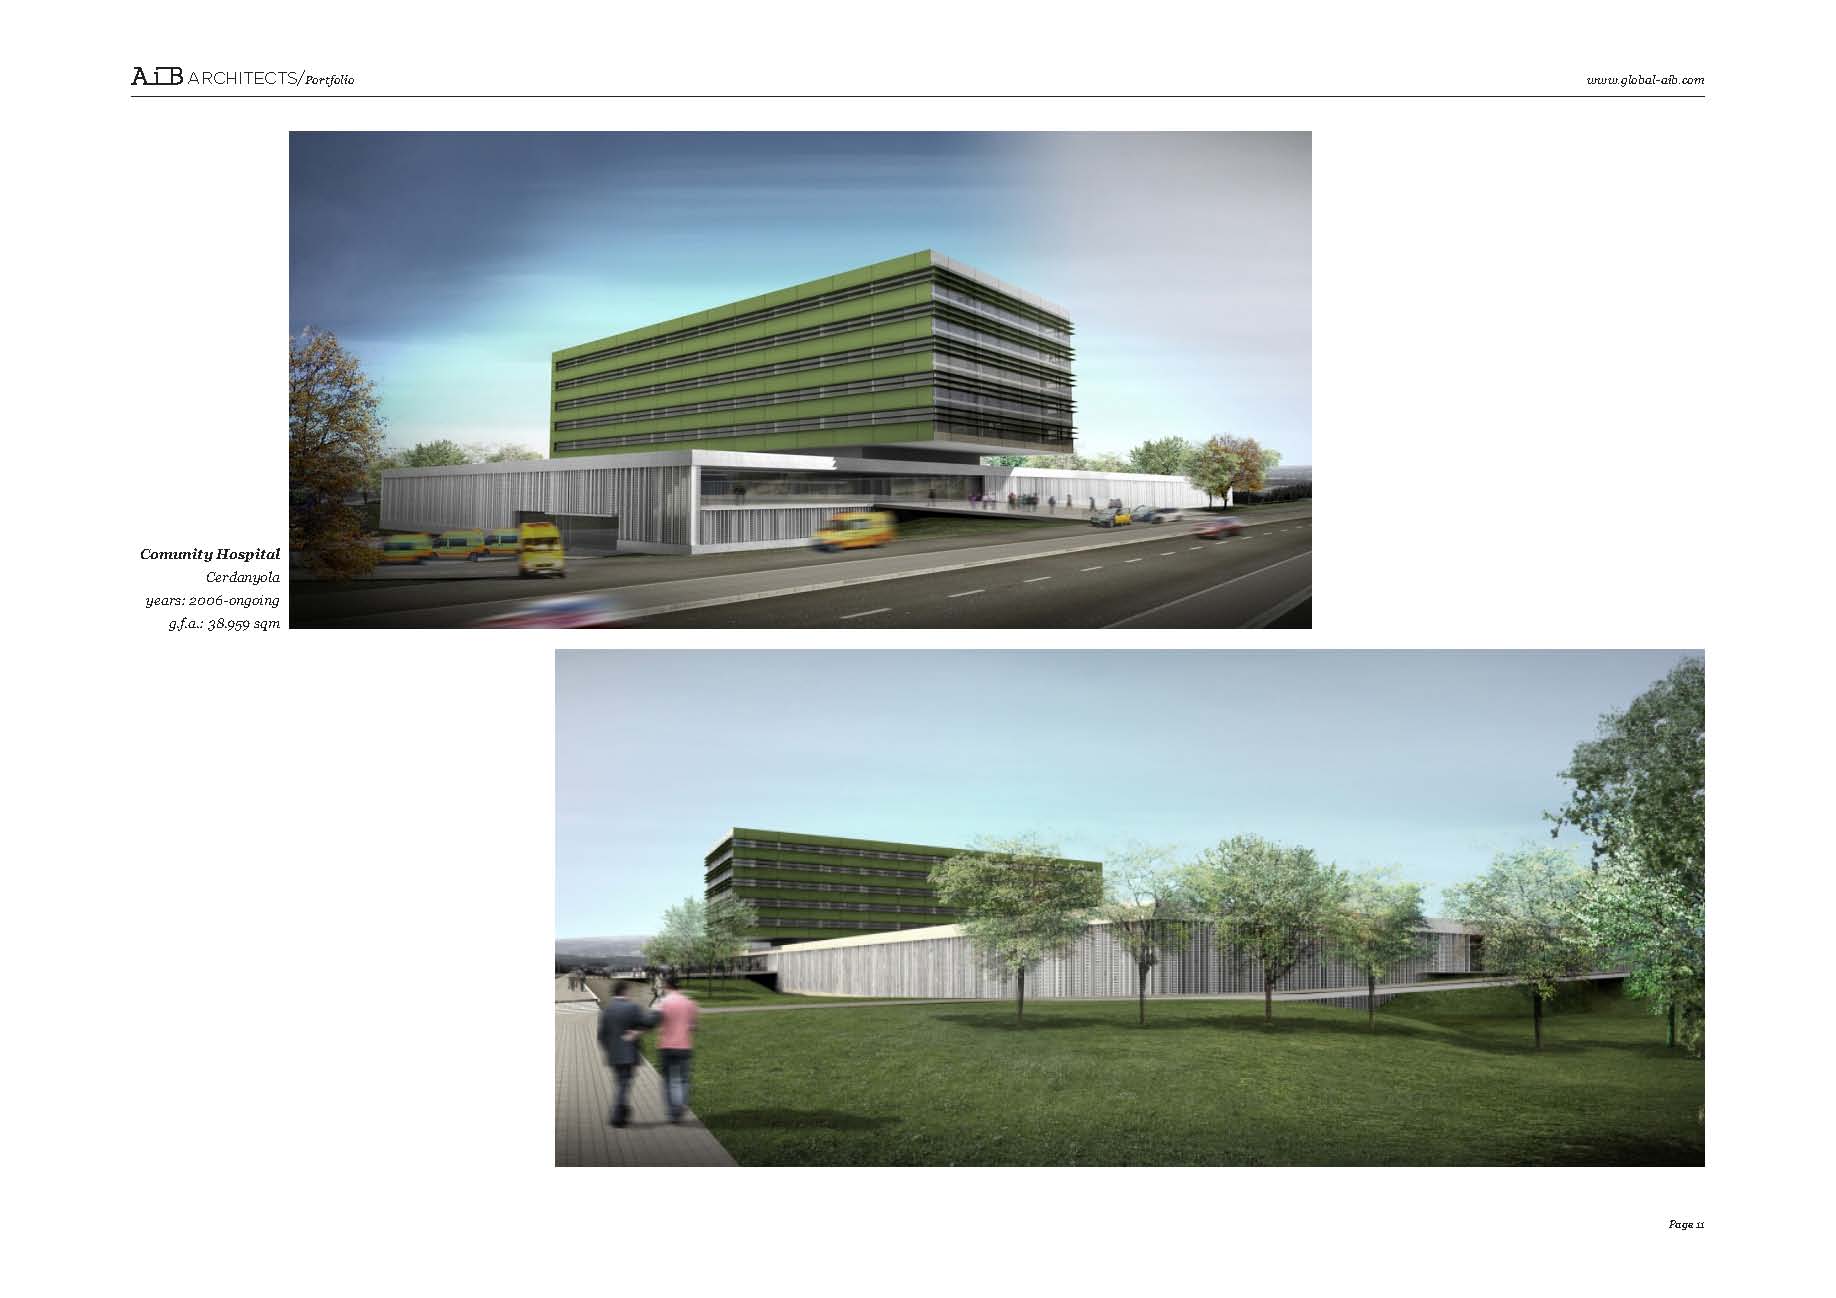 AiB ARCHITECTS/Portfolio
www.global-aib.com
Comunity Hospital
Cerdanyola
years: 2006-ongoing
g.f.a.: 38.959 sqm
Page 11